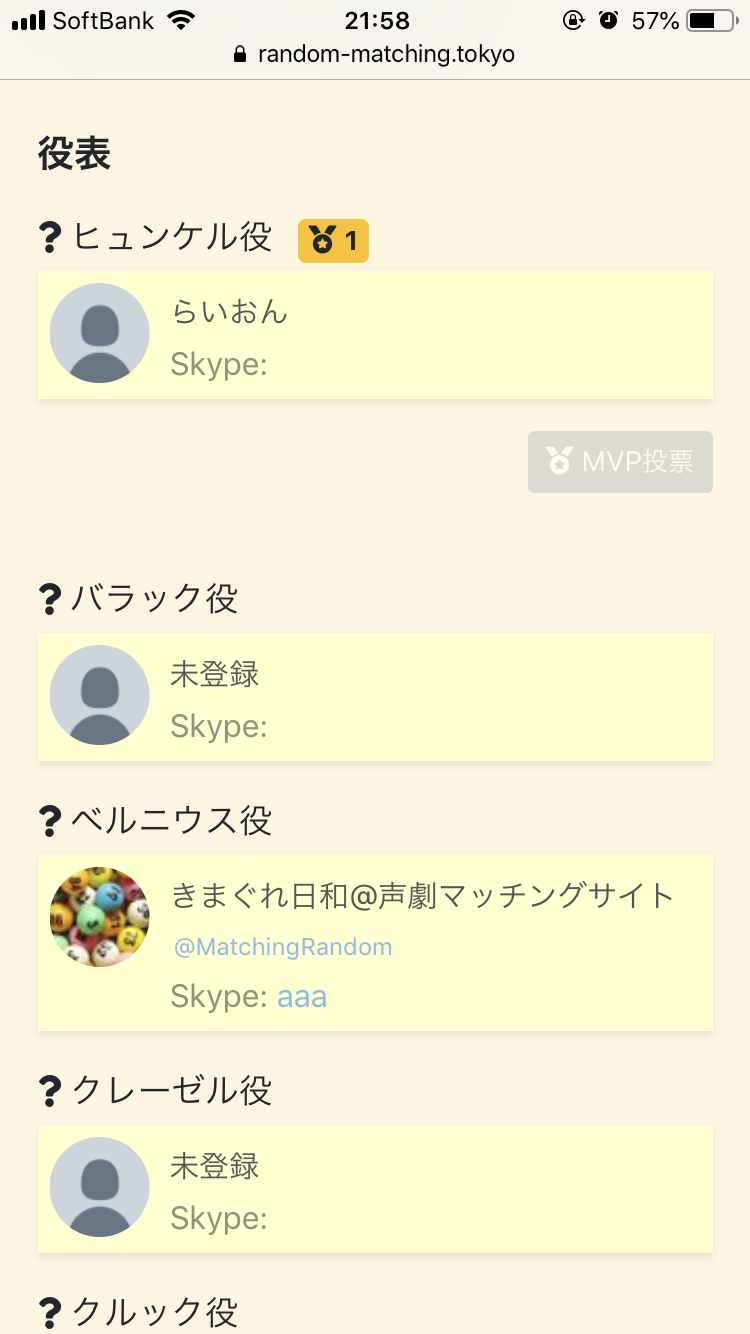 SoftBank 21:58 57%
random-matching.tokyo
役表
?ヒュンケル役 1
らいおん
Skype:
MVP投票
?バラック役
未登録
Skype:
?ベルニウス役
きまぐれ日和@声劇マッチングサイト
@MatchingRandom
Skype: aaa
?クレーゼル役
未登録
Skype:
?クルック役